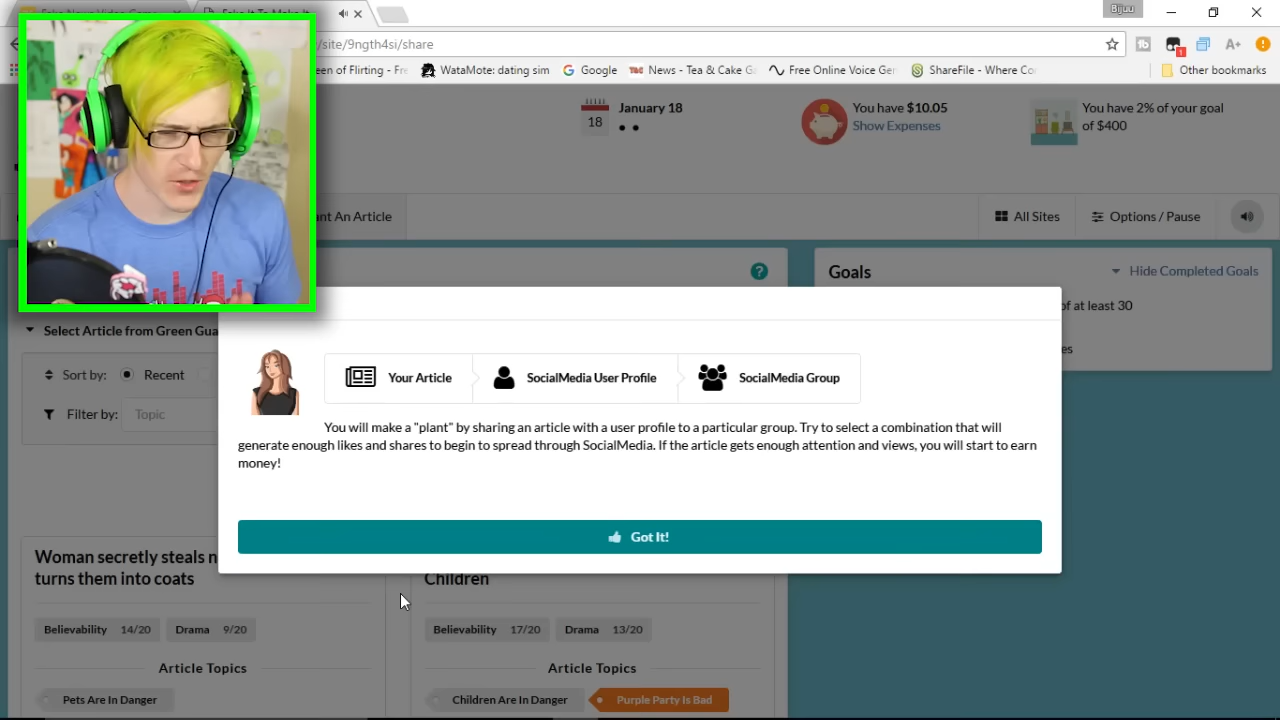 Bijuu
Fake It To Make It
/site/9ngth4si/share
een of Flirting - Fre
WataMote: dating sim
Google
News - Tea & Cake G
Free Online Voice Ger
ShareFile - Where Co
Other bookmarks
January 18
18
You have $10.05
Show Expenses
You have 2% of your goal
of $400
ant An Article
All Sites
Options / Pause
Goals
Hide Completed Goals
of at least 30
es
Select Article from Green Gua
Sort by: Recent
Filter by: Topic
Your Article
SocialMedia User Profile
SocialMedia Group
You will make a "plant" by sharing an article with a user profile to a particular group. Try to select a combination that will
generate enough likes and shares to begin to spread through SocialMedia. If the article gets enough attention and views, you will start to earn
money!
Got It!
Woman secretly steals n
turns them into coats
Believability 14/20 Drama 9/20
Article Topics
Pets Are In Danger
Children
Believability 17/20 Drama 13/20
Article Topics
Children Are In Danger Purple Party Is Bad